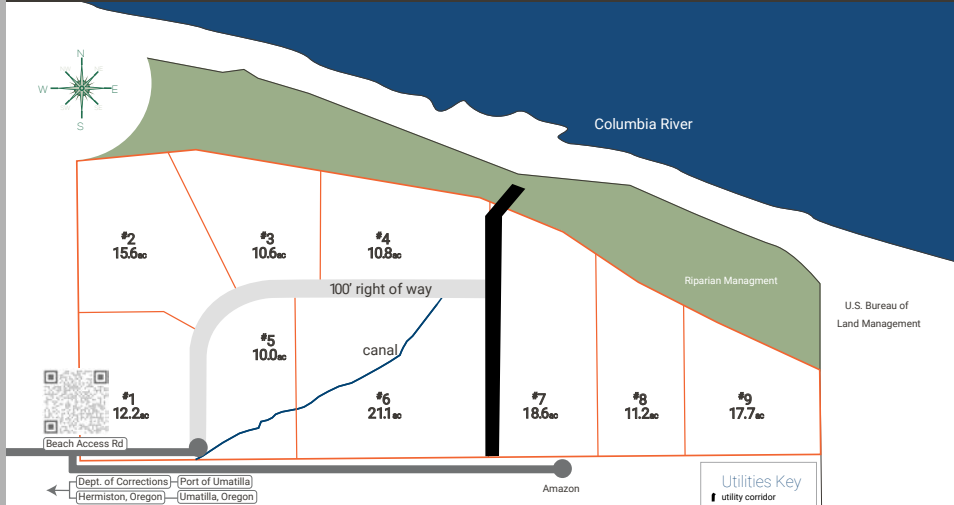 N
W E
S
Columbia River
#2
15.6ac
#3
10.6ac
#4
10.8ac
Riparian Managment
100' right of way
U.S. Bureau of
Land Management
#5
10.0ac
canal
#1
12.2ac
#6
21.1ac
#7
18.6ac
#8
11.2ac
#9
17.7ac
Beach Access Rd
Dept. of Corrections Port of Umatilla
Hermiston, Oregon Umatilla, Oregon
Amazon
Utilities Key
utility corridor